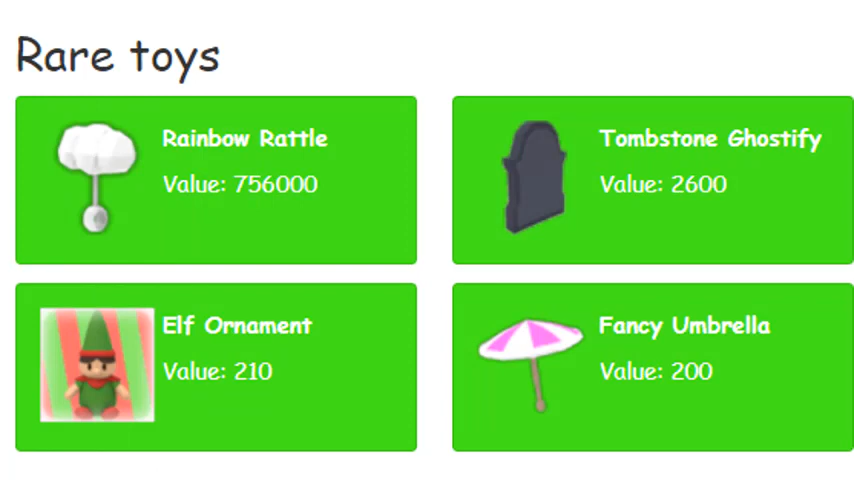 Rare toys
Rainbow Rattle
Value: 756000
Tombstone Ghostify
Value: 2600
Elf Ornament
Value: 210
Fancy Umbrella
Value: 200